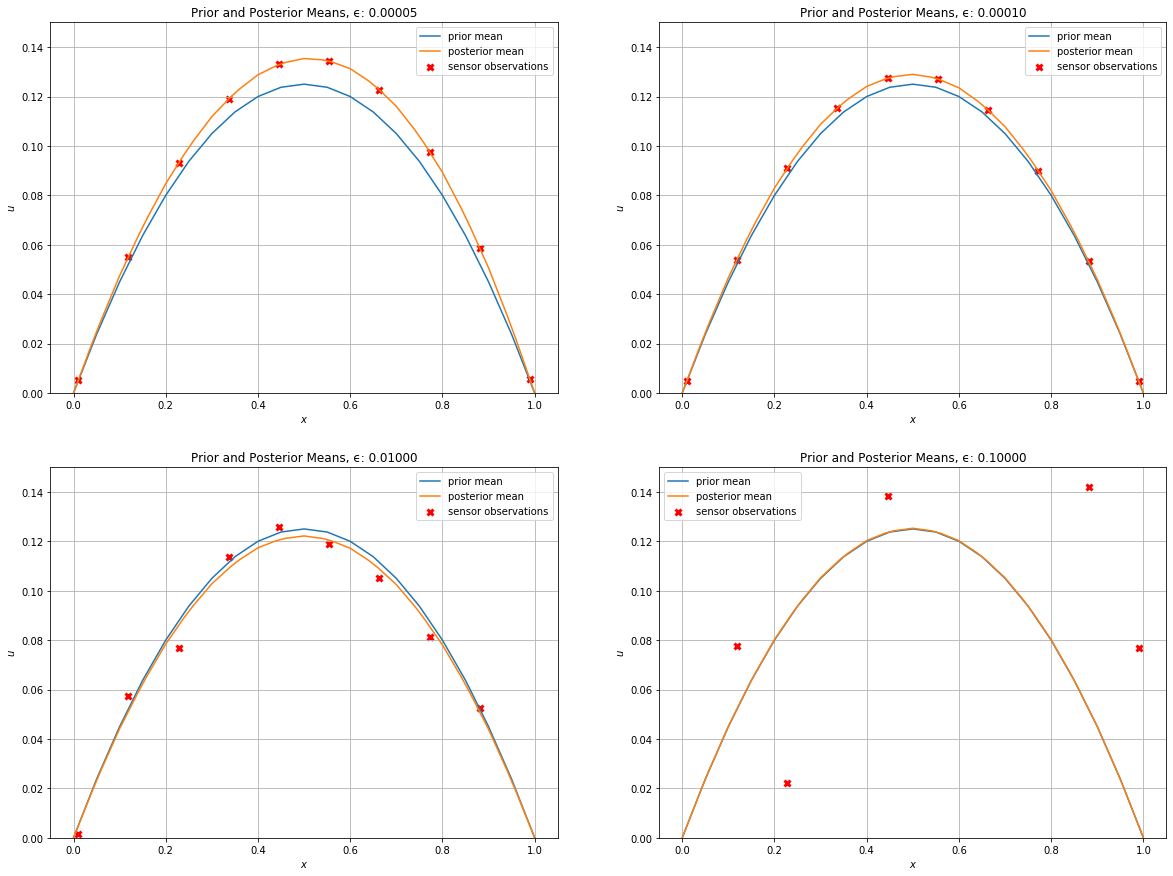 Prior and Posterior Means, ϵ: 0.00005
prior mean
posterior mean
sensor observations
0.14
0.12
0.10
0.08
0.06
0.04
0.02
0.00
u
0.0 0.2 0.4 0.6 0.8 1.0
x
Prior and Posterior Means, ϵ: 0.00010
prior mean
posterior mean
sensor observations
0.14
0.12
0.10
0.08
0.06
0.04
0.02
0.00
u
0.0 0.2 0.4 0.6 0.8 1.0
x
Prior and Posterior Means, ϵ: 0.01000
prior mean
posterior mean
sensor observations
0.14
0.12
0.10
0.08
0.06
0.04
0.02
0.00
u
0.0 0.2 0.4 0.6 0.8 1.0
x
Prior and Posterior Means, ϵ: 0.10000
prior mean
posterior mean
sensor observations
0.14
0.12
0.10
0.08
0.06
0.04
0.02
0.00
u
0.0 0.2 0.4 0.6 0.8 1.0
x